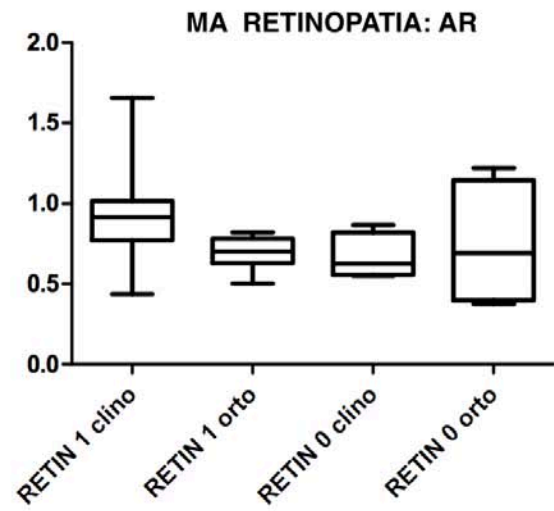 MA RETINOPATIA: AR
2.0
1.5
1.0
0.5
0.0
RETIN 1 clino
RETIN 1 orto
RETIN 0 clino
RETIN 0 orto